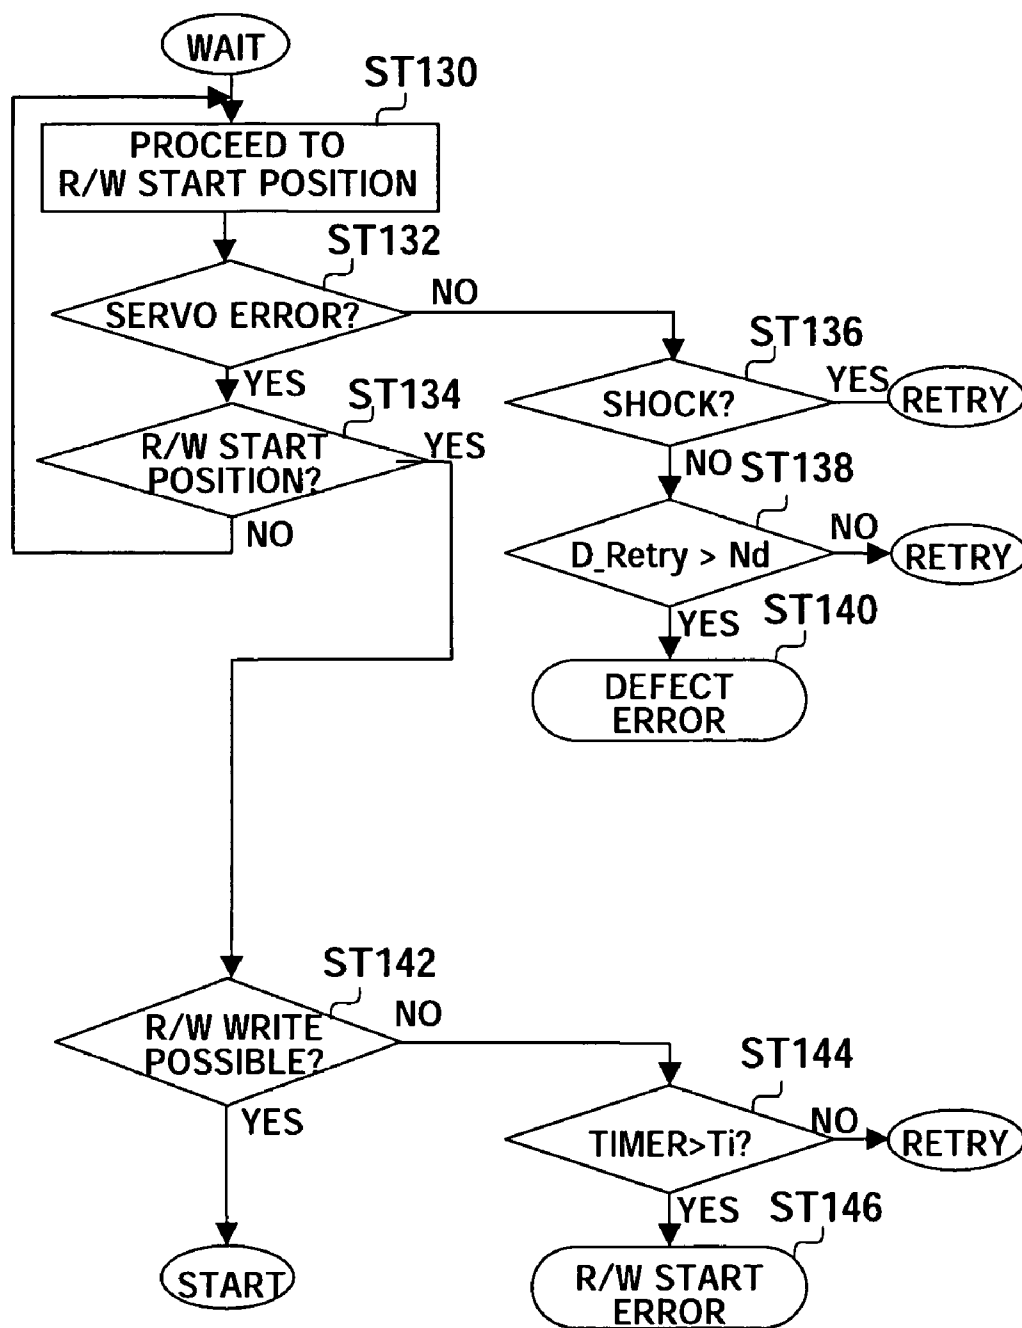 WAIT
ST130
PROCEED TO
R/W START POSITION
ST132
SERVO ERROR?
NO
YES
ST134
R/W START
POSITION?
YES
NO
ST136
SHOCK?
YES
RETRY
NO
ST138
D_Retry > Nd
NO
RETRY
YES
ST140
DEFECT
ERROR
ST142
R/W WRITE
POSSIBLE?
NO
YES
START
ST144
TIMER>Ti?
NO
RETRY
YES
ST146
R/W START
ERROR